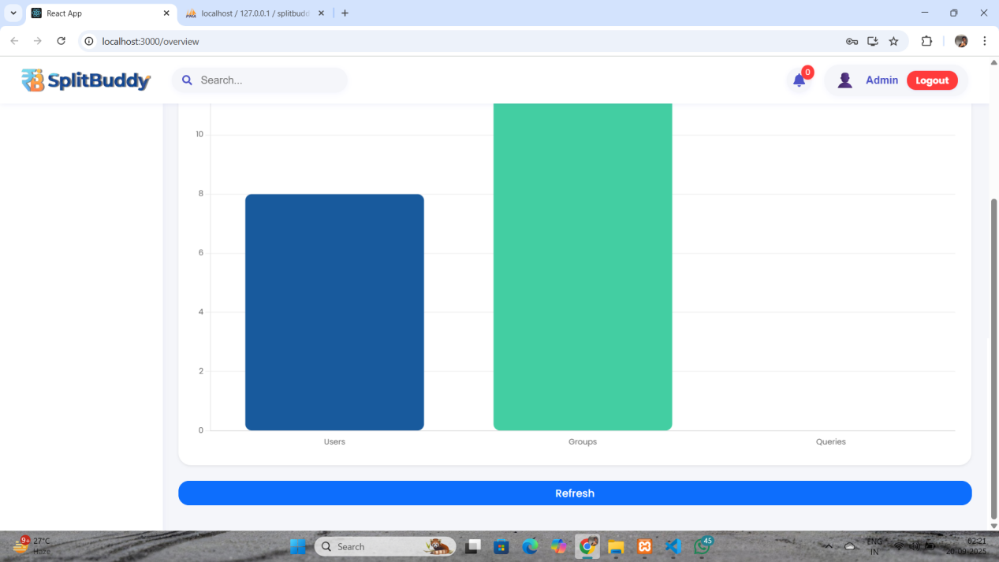 React App
localhost / 127.0.0.1 / splitbudd
localhost:3000/overview
SplitBuddy
Search...
0
Admin
Logout
10
8
6
4
2
0
Users
Groups
Queries
Refresh
9+
27°C
Haze
Search
45
ENG
IN
02:21
20-09-2025